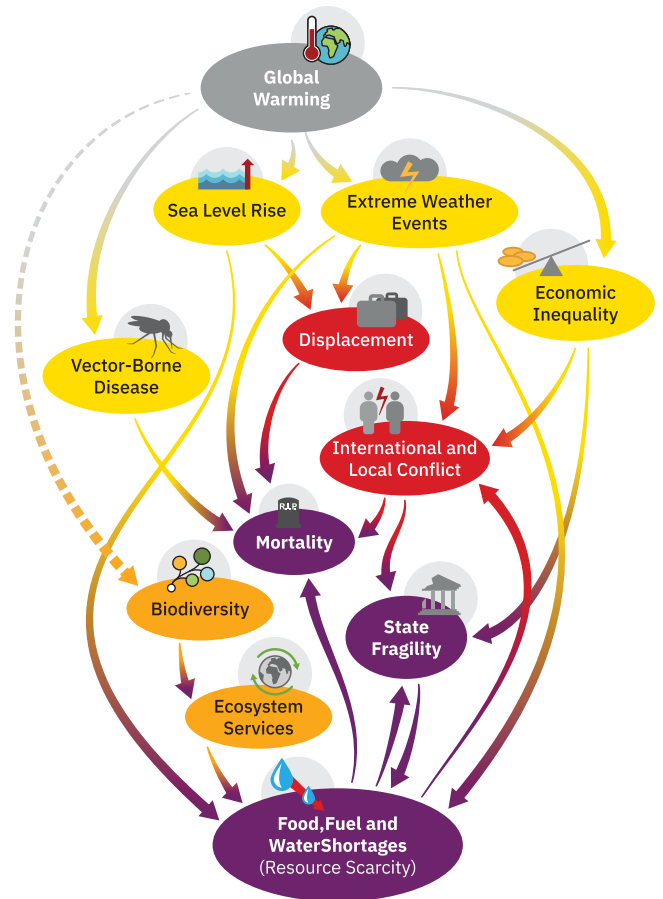 Global
Warming
Sea Level Rise
Extreme Weather
Events
Economic
Inequality
Displacement
Vector-Borne
Disease
International and
Local Conflict
R.I.P
Mortality
Biodiversity
State
Fragility
Ecosystem
Services
Food,Fuel and
WaterShortages
(Resource Scarcity)